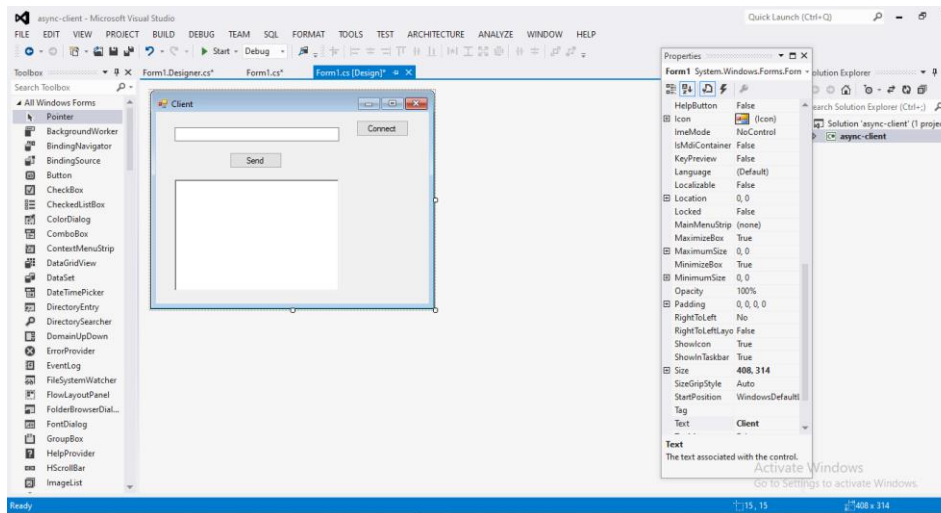 async-client - Microsoft Visual Studio
Quick Launch (Ctrl+Q)
FILE EDIT VIEW PROJECT BUILD DEBUG TEAM SQL FORMAT TOOLS TEST ARCHITECTURE ANALYZE WINDOW HELP
Start Debug
Toolbox
Search Toolbox
All Windows Forms
Pointer
BackgroundWorker
BindingNavigator
BindingSource
Button
CheckBox
CheckedListBox
ColorDialog
ComboBox
ContextMenuStrip
DataGridView
DataSet
DateTimePicker
DirectoryEntry
DirectorySearcher
DomainUpDown
ErrorProvider
EventLog
FileSystemWatcher
FlowLayoutPanel
FolderBrowserDial...
FontDialog
GroupBox
HelpProvider
HScrollBar
ImageList
Form1.Designer.cs* Form1.cs* Form1.cs [Design]*
Client
Connect
Send
Properties
Form1 System.Windows.Forms.Form
HelpButton False
Icon (Icon)
ImeMode NoControl
IsMdiContainer False
KeyPreview False
Language (Default)
Localizable False
Location 0, 0
Locked False
MainMenuStrip (none)
MaximizeBox True
MaximumSize 0, 0
MinimizeBox True
MinimumSize 0, 0
Opacity 100%
Padding 0, 0, 0, 0
RightToLeft No
RightToLeftLayo False
ShowIcon True
ShowInTaskbar True
Size 408, 314
SizeGripStyle Auto
StartPosition WindowsDefaultL
Tag
Text Client
Text
The text associated with the control.
olution Explorer
earch Solution Explorer (Ctrl+;)
Solution 'async-client' (1 projec
async-client
Activate Windows
Go to Settings to activate Windows.
Ready
15, 15
408 x 314